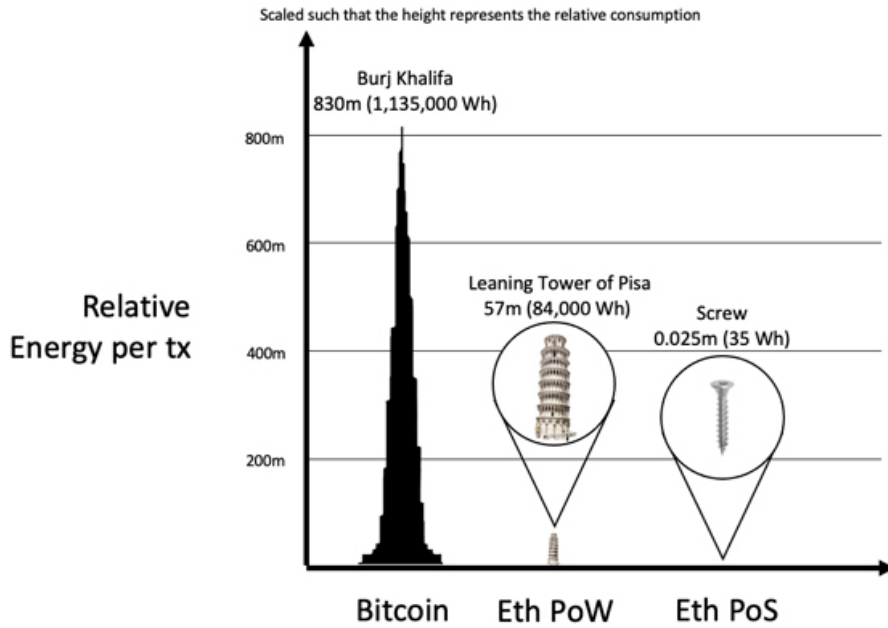 Scaled such that the height represents the relative consumption
Burj Khalifa
830m (1,135,000 Wh)
800m
600m
Leaning Tower of Pisa
57m (84,000 Wh)
Screw
0.025m (35 Wh)
Relative
Energy per tx
400m
200m
Bitcoin
Eth PoW
Eth PoS